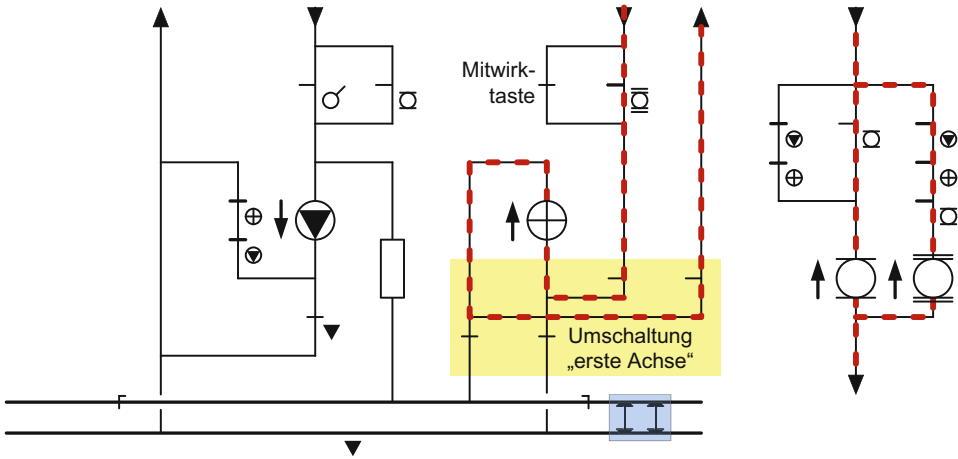 Mitwirk-
taste
Umschaltung
„erste Achse“